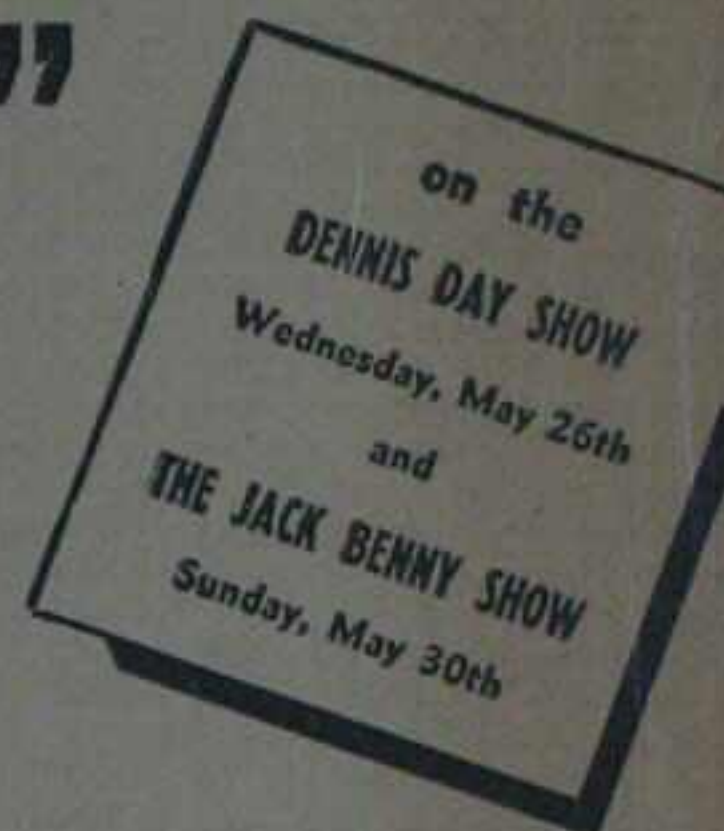 ”
on the
DENNIS DAY SHOW
Wednesday, May 26th
and
THE JACK BENNY SHOW
Sunday, May 30th